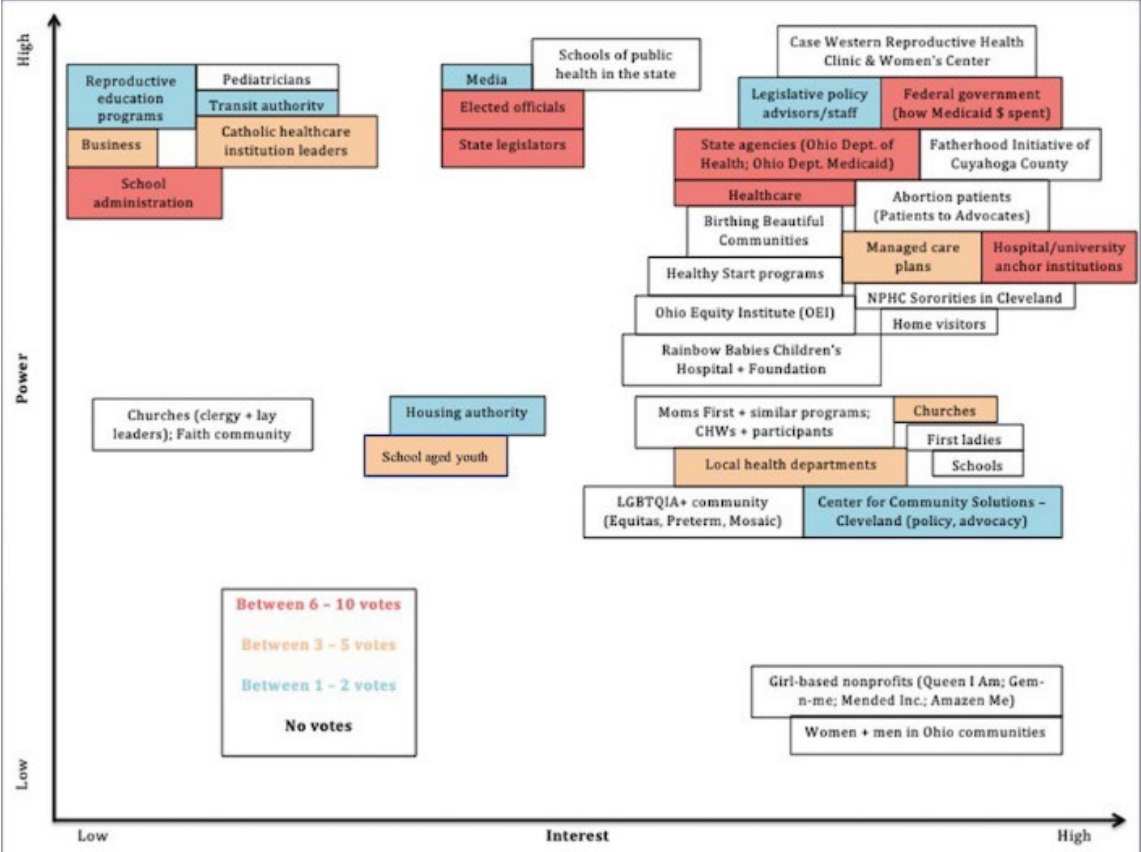 High
Case Western Reproductive Health
Clinic & Women's Center
Schools of public
health in the state
Reproductive
education
programs
Pediatricians
Transit authority
Media
Legislative policy
advisors/staff
Federal government
(how Medicaid $ spent)
Elected officials
Business
Catholic healthcare
institution leaders
State legislators
State agencies (Ohio Dept. of
Health; Ohio Dept. Medicaid)
Fatherhood Initiative of
Cuyahoga County
School
administration
Healthcare
Abortion patients
(Patients to Advocates)
Birthing Beautiful
Communities
Managed care
plans
Hospital/university
anchor institutions
Healthy Start programs
NPHC Sororities in Cleveland
Ohio Equity Institute (OEI)
Home visitors
Rainbow Babies Children's
Hospital + Foundation
Power
Churches (clergy + lay
leaders); Faith community
Housing authority
School aged youth
Moms First + similar programs;
CHWs + participants
Churches
First ladies
Local health departments
Schools
LGBTQIA+ community
(Equitas, Preterm, Mosaic)
Center for Community Solutions –
Cleveland (policy, advocacy)
Between 6 – 10 votes
Between 3 – 5 votes
Between 1 – 2 votes
No votes
Girl-based nonprofits (Queen I Am; Gem-
n-me; Mended Inc.; Amazen Me)
Women + men in Ohio communities
Low
Low
Interest
High